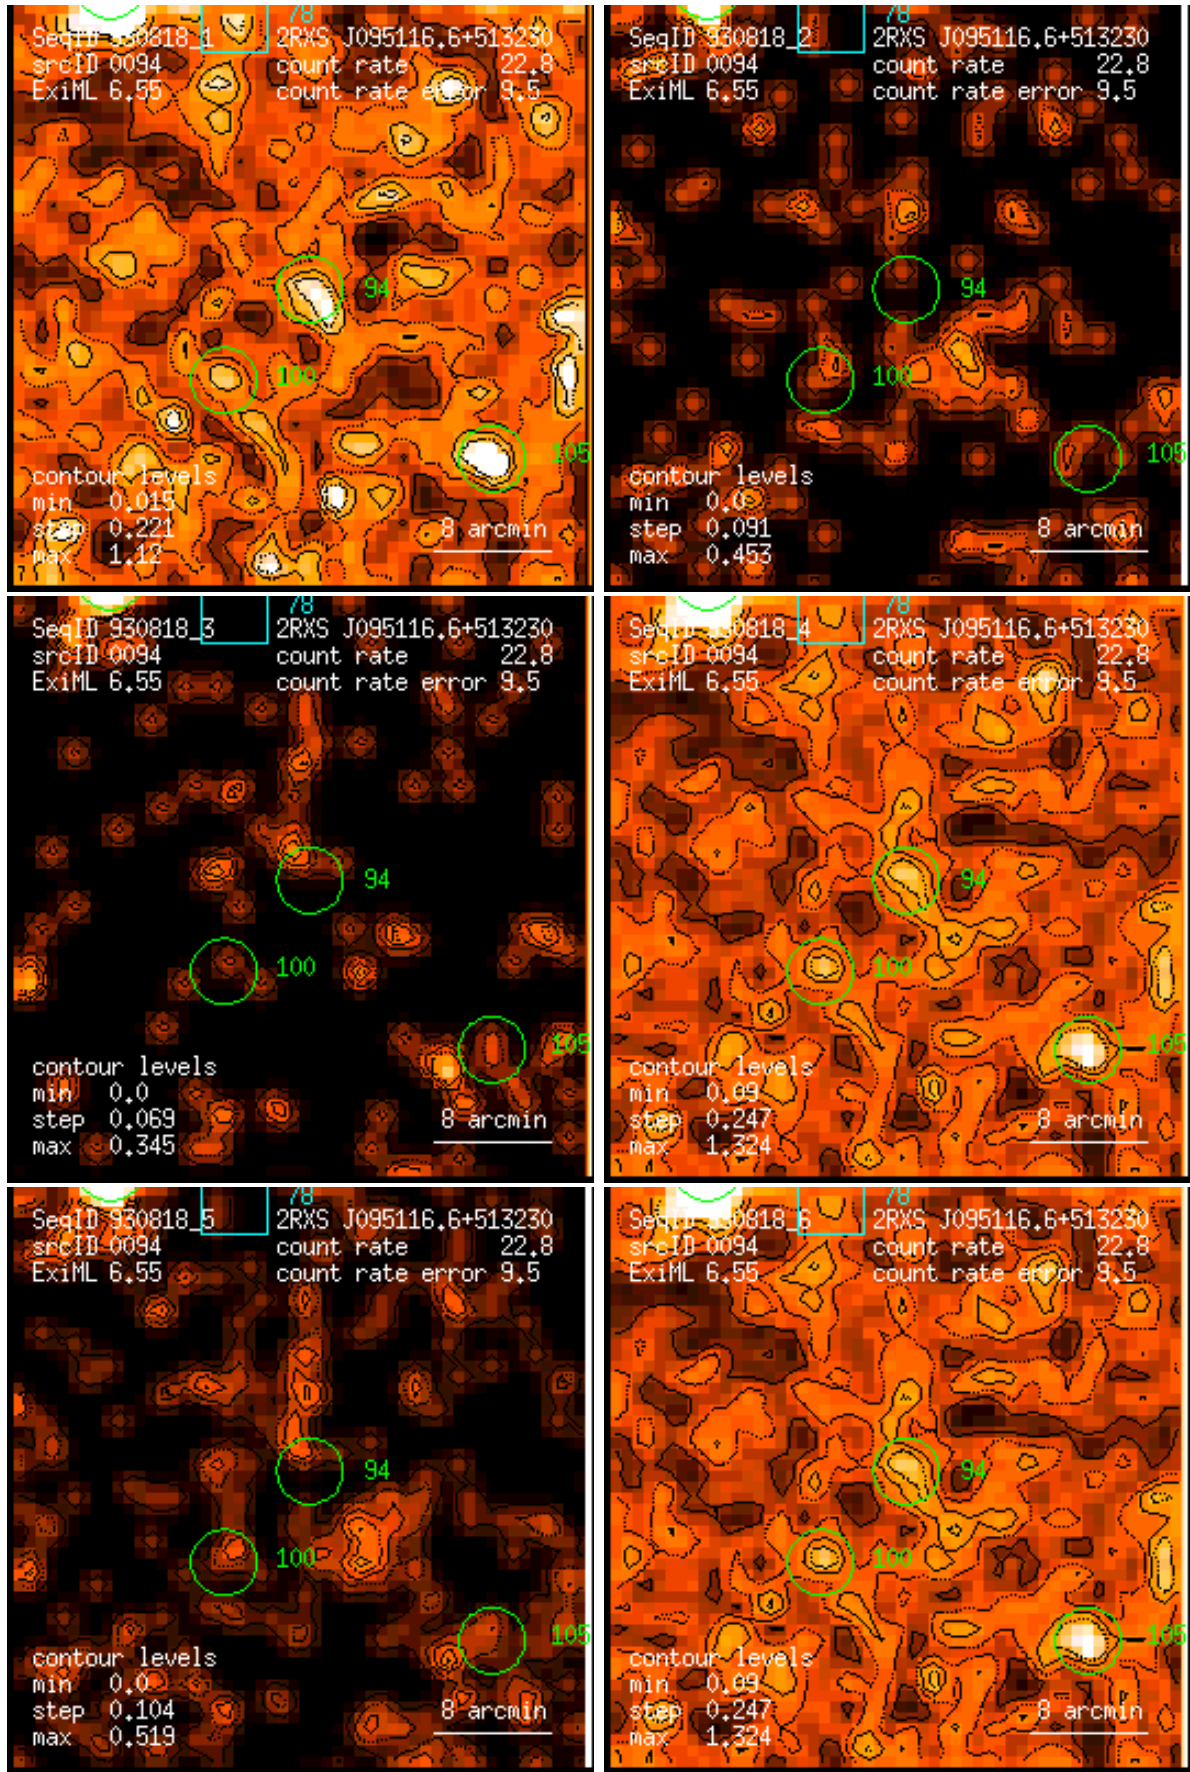 78
SeqID 930818_1 2RXS J095116.6+513230
srcID 0094 count rate 22.8
ExiML 6.55 count rate error 9.5
94
100
105
contour levels
min 0.015
step 0.221 8 arcmin
max 1.12
78
SeqID 930818_2 2RXS J095116.6+513230
srcID 0094 count rate 22.8
ExiML 6.55 count rate error 9.5
94
100
105
contour levels
min 0.0
step 0.091 8 arcmin
max 0.453
78
SeqID 930818_3 2RXS J095116.6+513230
srcID 0094 count rate 22.8
ExiML 6.55 count rate error 9.5
94
100
105
contour levels
min 0.0
step 0.069 8 arcmin
max 0.345
78
SeqID 930818_4 2RXS J095116.6+513230
srcID 0094 count rate 22.8
ExiML 6.55 count rate error 9.5
94
100
105
contour levels
min 0.09
step 0.247 8 arcmin
max 1.324
78
SeqID 930818_5 2RXS J095116.6+513230
srcID 0094 count rate 22.8
ExiML 6.55 count rate error 9.5
94
100
105
contour levels
min 0.0
step 0.104 8 arcmin
max 0.519
78
SeqID 930818_6 2RXS J095116.6+513230
srcID 0094 count rate 22.8
ExiML 6.55 count rate error 9.5
94
100
105
contour levels
min 0.09
step 0.247 8 arcmin
max 1.324